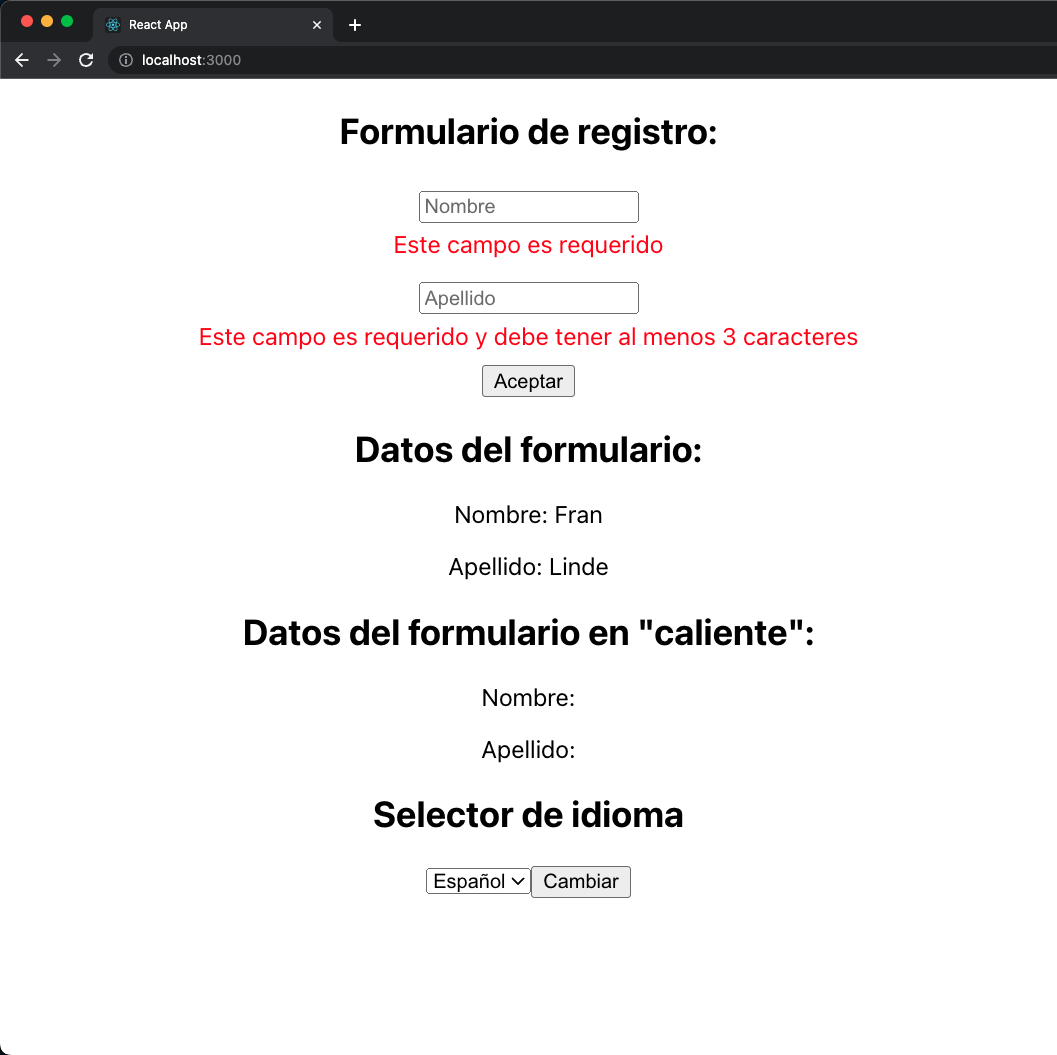 React App
localhost:3000
Formulario de registro:
Nombre
Este campo es requerido
Apellido
Este campo es requerido y debe tener al menos 3 caracteres
Aceptar
Datos del formulario:
Nombre: Fran
Apellido: Linde
Datos del formulario en "caliente":
Nombre:
Apellido:
Selector de idioma
Español Cambiar